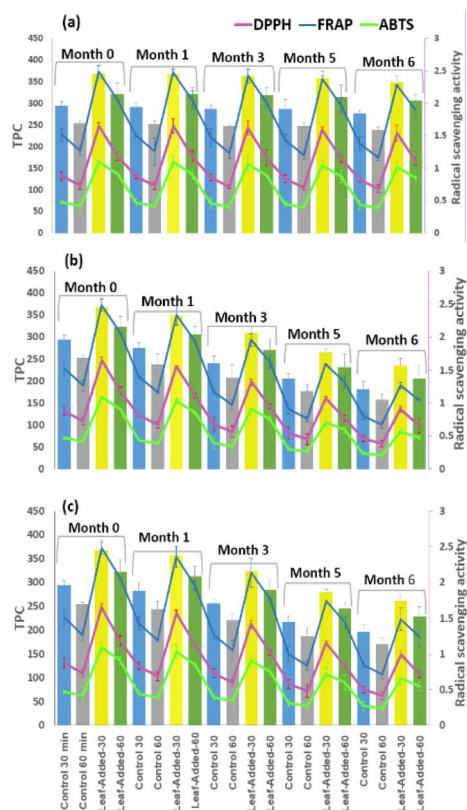 (a)
DPPH FRAP ABTS
450 400 350 300 250 200 150 100 50 0
TPC
Month 0 Month 1 Month 3 Month 5 Month 6
3 2.5 2 1.5 1 0.5 0
Radical scavenging activity
(b)
450 400 350 300 250 200 150 100 50 0
TPC
Month 0 Month 1 Month 3 Month 5 Month 6
3 2.5 2 1.5 1 0.5 0
Radical scavenging activity
(c)
450 400 350 300 250 200 150 100 50 0
TPC
Month 0 Month 1 Month 3 Month 5 Month 6
3 2.5 2 1.5 1 0.5 0
Radical scavenging activity
Control 30 min
Control 60 min
Leaf-Added-30
Leaf-Added-60
Control 30
Control 60
Leaf-Added-30
Leaf-Added-60
Control 30
Control 60
Leaf-Added-30
Leaf-Added-60
Control 30
Control 60
Leaf-Added-30
Leaf-Added-60
Control 30
Control 60
Leaf-Added-30
Leaf-Added-60